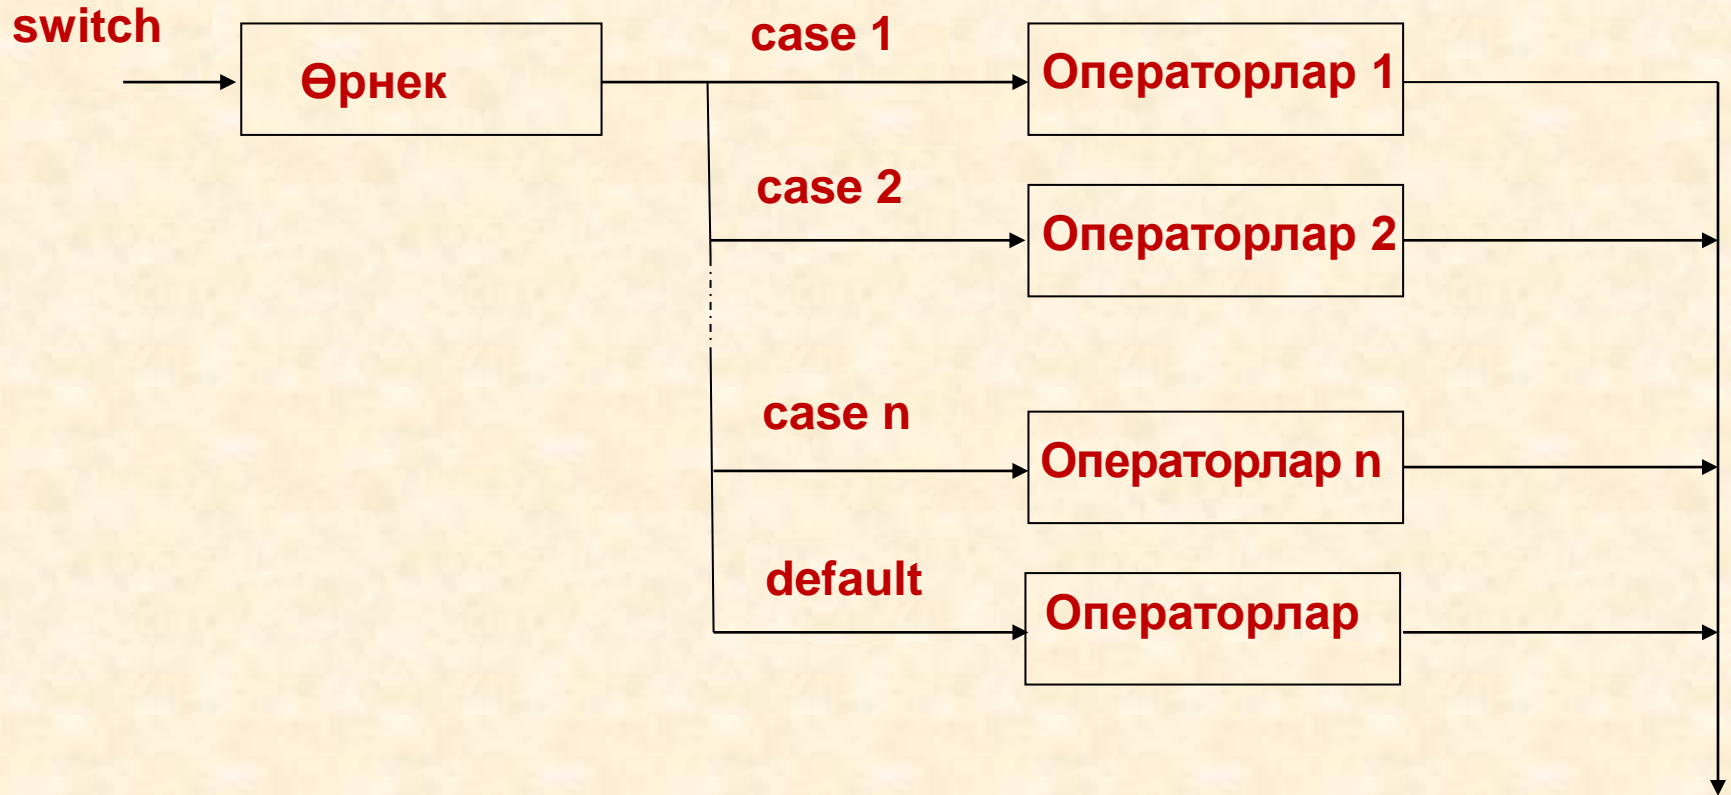 switch
Өрнек
case 1
Операторлар 1
case 2
Операторлар 2
case n
Операторлар n
default
Операторлар